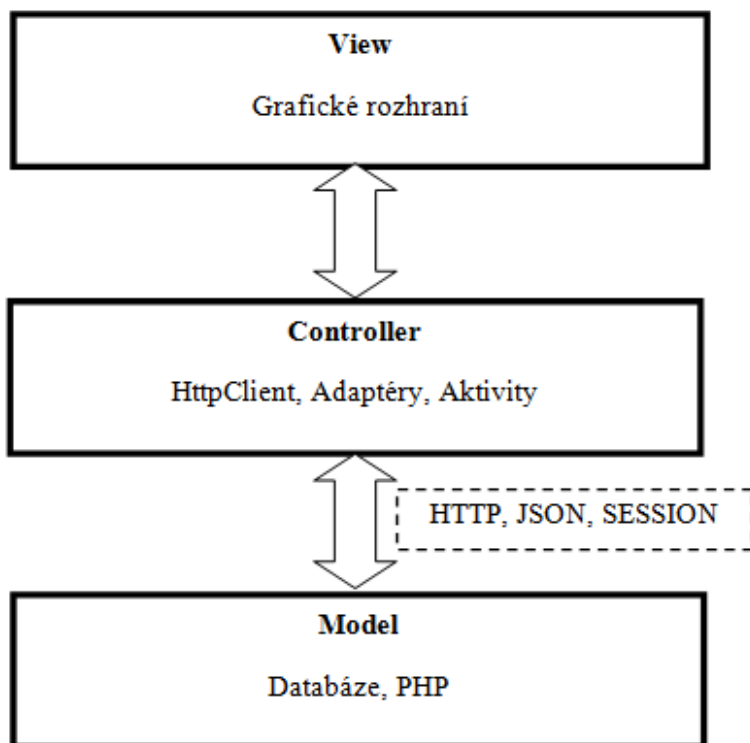 View
Grafické rozhraní
Controller
HttpClient, Adaptéry, Aktivity
HTTP, JSON, SESSION
Model
Databáze, PHP